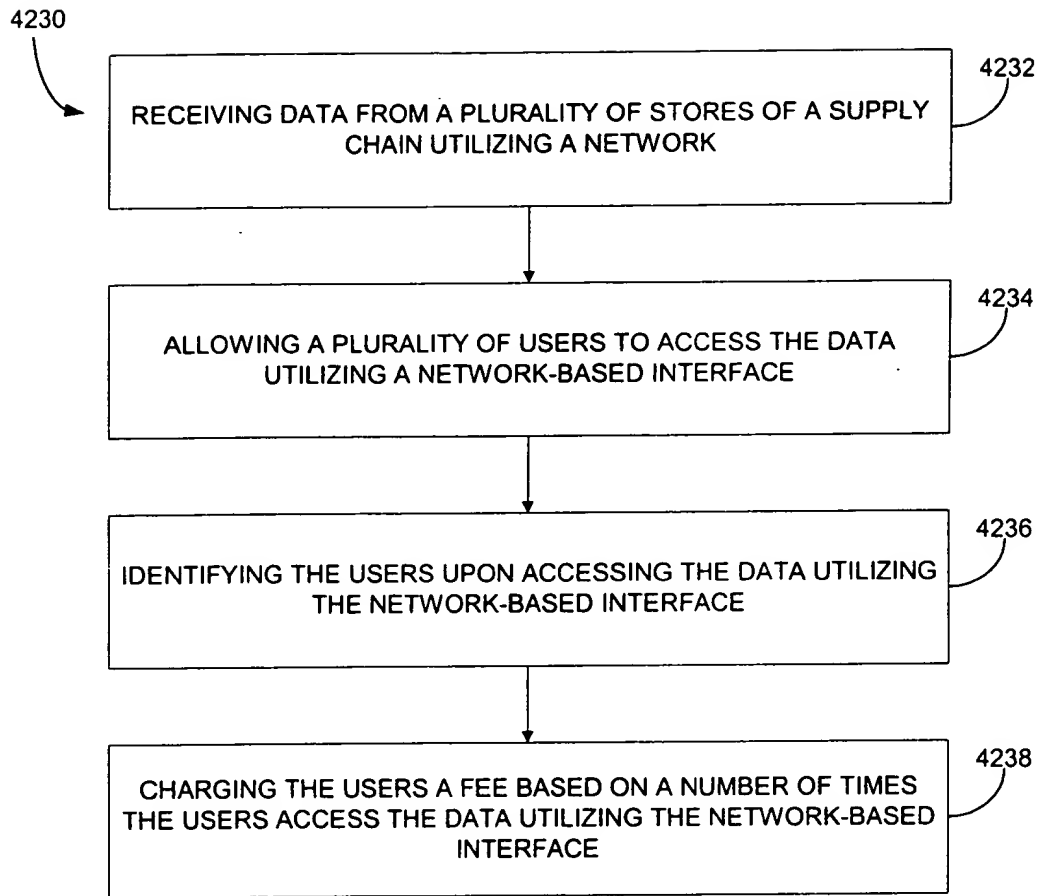 4230
4232
RECEIVING DATA FROM A PLURALITY OF STORES OF A SUPPLY
CHAIN UTILIZING A NETWORK
4234
ALLOWING A PLURALITY OF USERS TO ACCESS THE DATA
UTILIZING A NETWORK-BASED INTERFACE
4236
IDENTIFYING THE USERS UPON ACCESSING THE DATA UTILIZING
THE NETWORK-BASED INTERFACE
4238
CHARGING THE USERS A FEE BASED ON A NUMBER OF TIMES
THE USERS ACCESS THE DATA UTILIZING THE NETWORK-BASED
INTERFACE